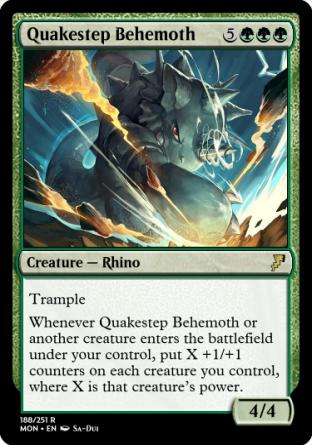 Quakestep Behemoth 5
Creature — Rhino
Trample
Whenever Quakestep Behemoth or
another creature enters the battlefield
under your control, put X +1/+1
counters on each creature you control,
where X is that creature's power.
4/4
188/251 R
MON • EN Sa-Dui